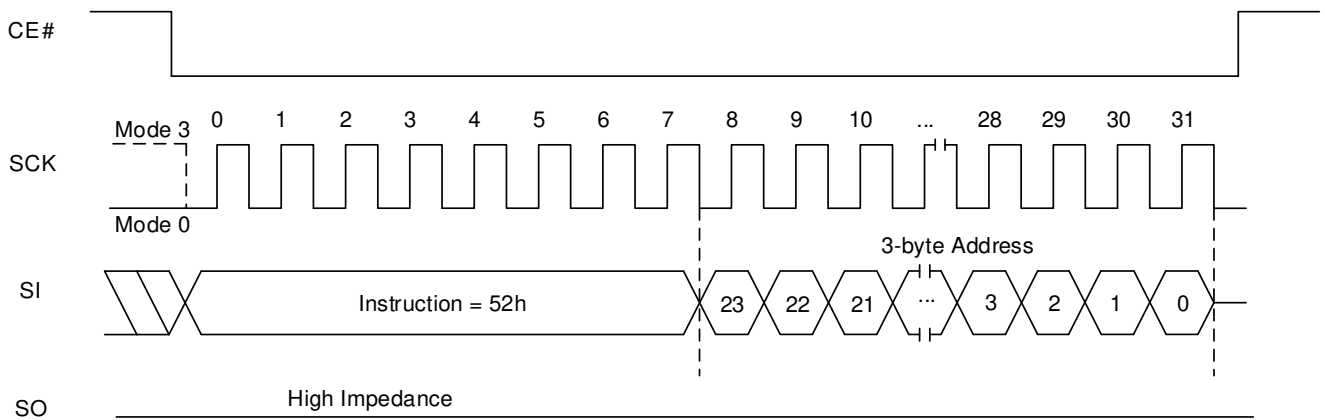 CE#
0 1 2 3 4 5 6 7 8 9 10 ... 28 29 30 31
Mode 3
SCK
Mode 0
3-byte Address
SI
Instruction = 52h 23 22 21 ... 3 2 1 0
High Impedance
SO